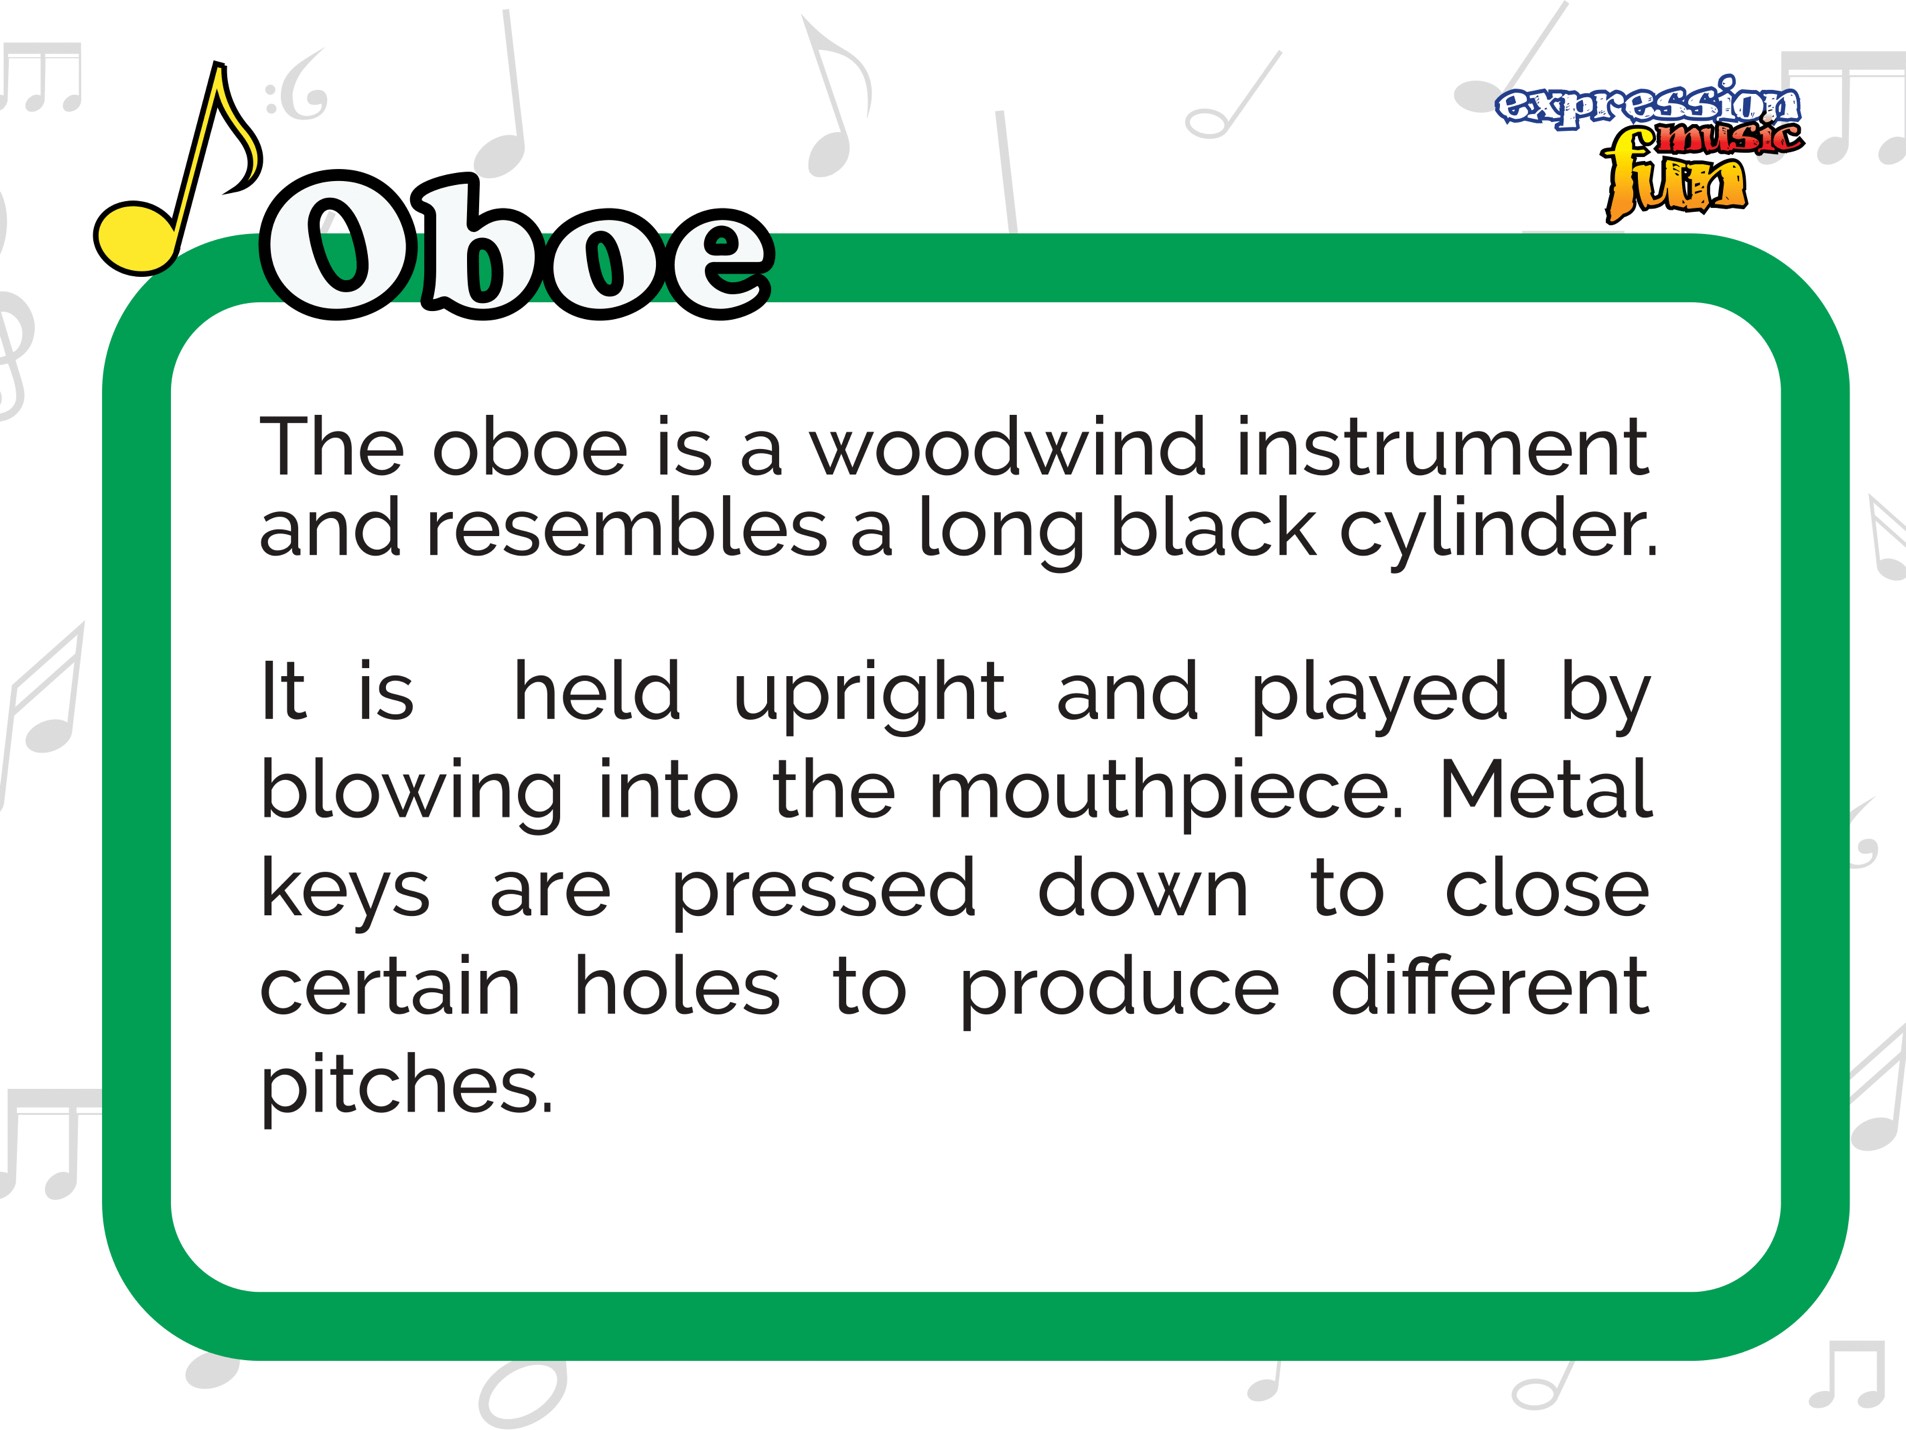 expression
music
fun
Oboe
The oboe is a woodwind instrument
and resembles a long black cylinder.
It is held upright and played by
blowing into the mouthpiece. Metal
keys are pressed down to close
certain holes to produce different
pitches.